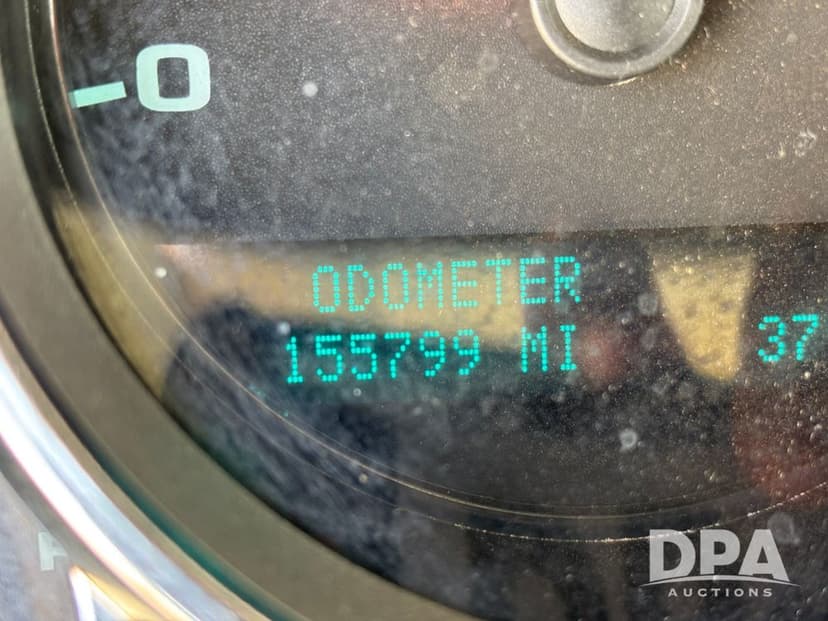 -0
ODOMETER
155799 MI
37
DPA
AUCTIONS